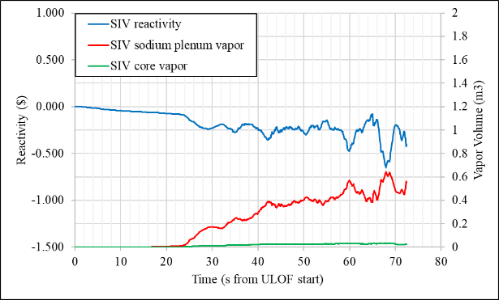 1.000
0.500
0.000
-0.500
-1.000
-1.500
Reactivity ($)
SIV reactivity
SIV sodium plenum vapor
SIV core vapor
2
1.8
1.6
1.4
1.2
1
0.8
0.6
0.4
0.2
0
Vapor Volume (m3)
0 10 20 30 40 50 60 70 80
Time (s from ULOF start)